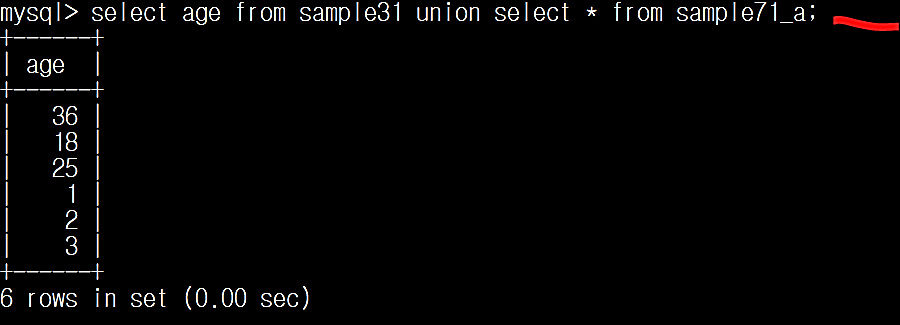 mysql> select age from sample31 union select * from sample71_a;
+------+
| age  |
+------+
|   36 |
|   18 |
|   25 |
|    1 |
|    2 |
|    3 |
+------+
6 rows in set (0.00 sec)